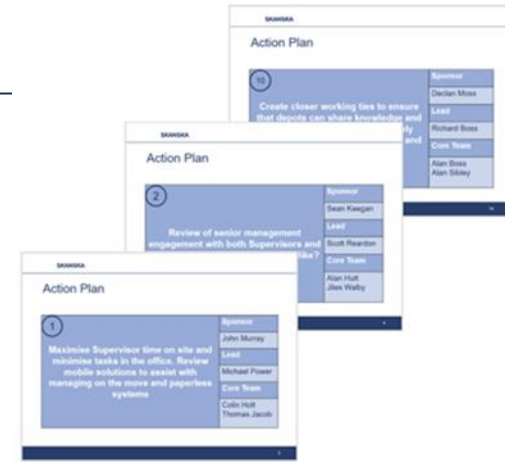 SKANSKA
Action Plan
10
Create closer working ties to ensure
that depots can share knowledge and
and
Sponsor
Declan Moss
Lead
Richard Boss
Core Team
Alan Boss
Alan Sibley
SKANSKA
Action Plan
2
Review of senior management
engagement with both Supervisors and
like?
Sponsor
Sean Keegan
Lead
Scott Reardon
Core Team
Alan Hutt
Jiles Walby
SKANSKA
Action Plan
1
Maximise Supervisor time on site and
minimise tasks in the office. Review
mobile solutions to assist with
managing on the move and paperless
systems
Sponsor
John Murray
Lead
Michael Power
Core Team
Colin Holt
Thomas Jacob